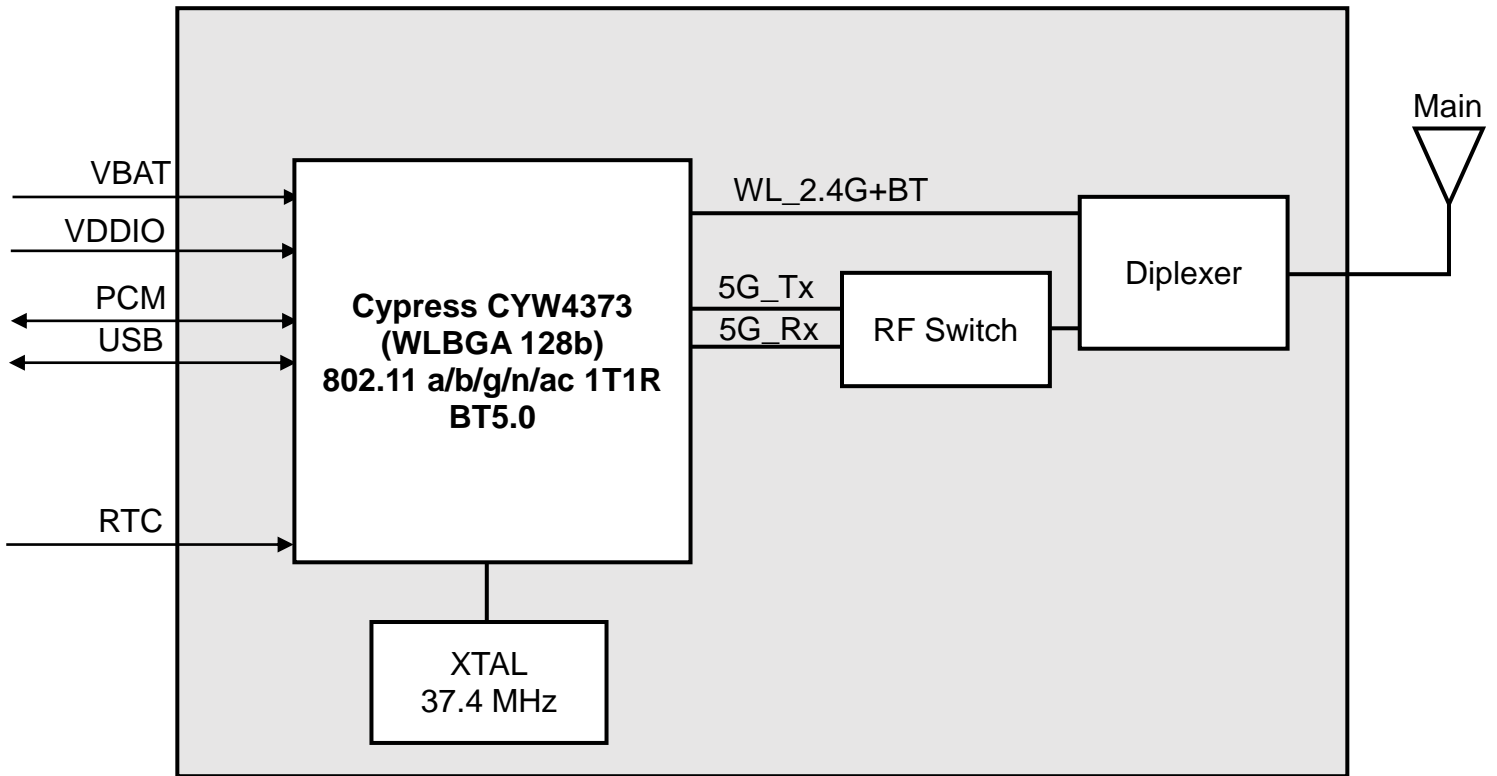 Main
VBAT
WL_2.4G+BT
VDDIO
Diplexer
PCM
5G_Tx
USB
5G_Rx
RF Switch
Cypress CYW4373
(WLBGA 128b)
802.11 a/b/g/n/ac 1T1R
BT5.0
RTC
XTAL
37.4 MHz